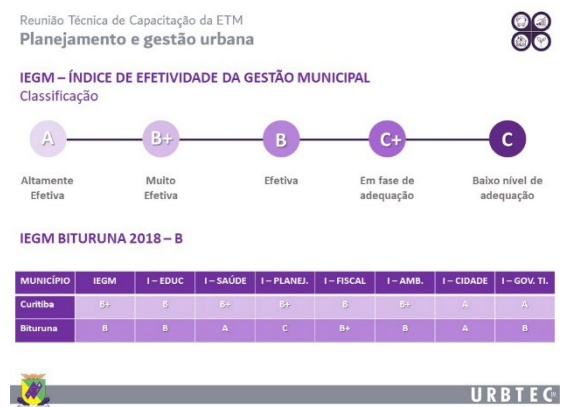 Reunião Técnica de Capacitação da ETM
Planejamento e gestão urbana
IEGM – ÍNDICE DE EFETIVIDADE DA GESTÃO MUNICIPAL
Classificação
A B+ B C+ C
Altamente Efetiva
Muito Efetiva
Efetiva
Em fase de adequação
Baixo nível de adequação
IEGM BITURUNA 2018 – B
MUNICÍPIO IEGM I – EDUC I – SAÚDE I – PLANEJ. I – FISCAL I – AMB. I – CIDADE I – GOV. TI.
Curitiba B+ B B+ B+ B B+ A A
Bituruna B B A C B+ B A B
URBTEC